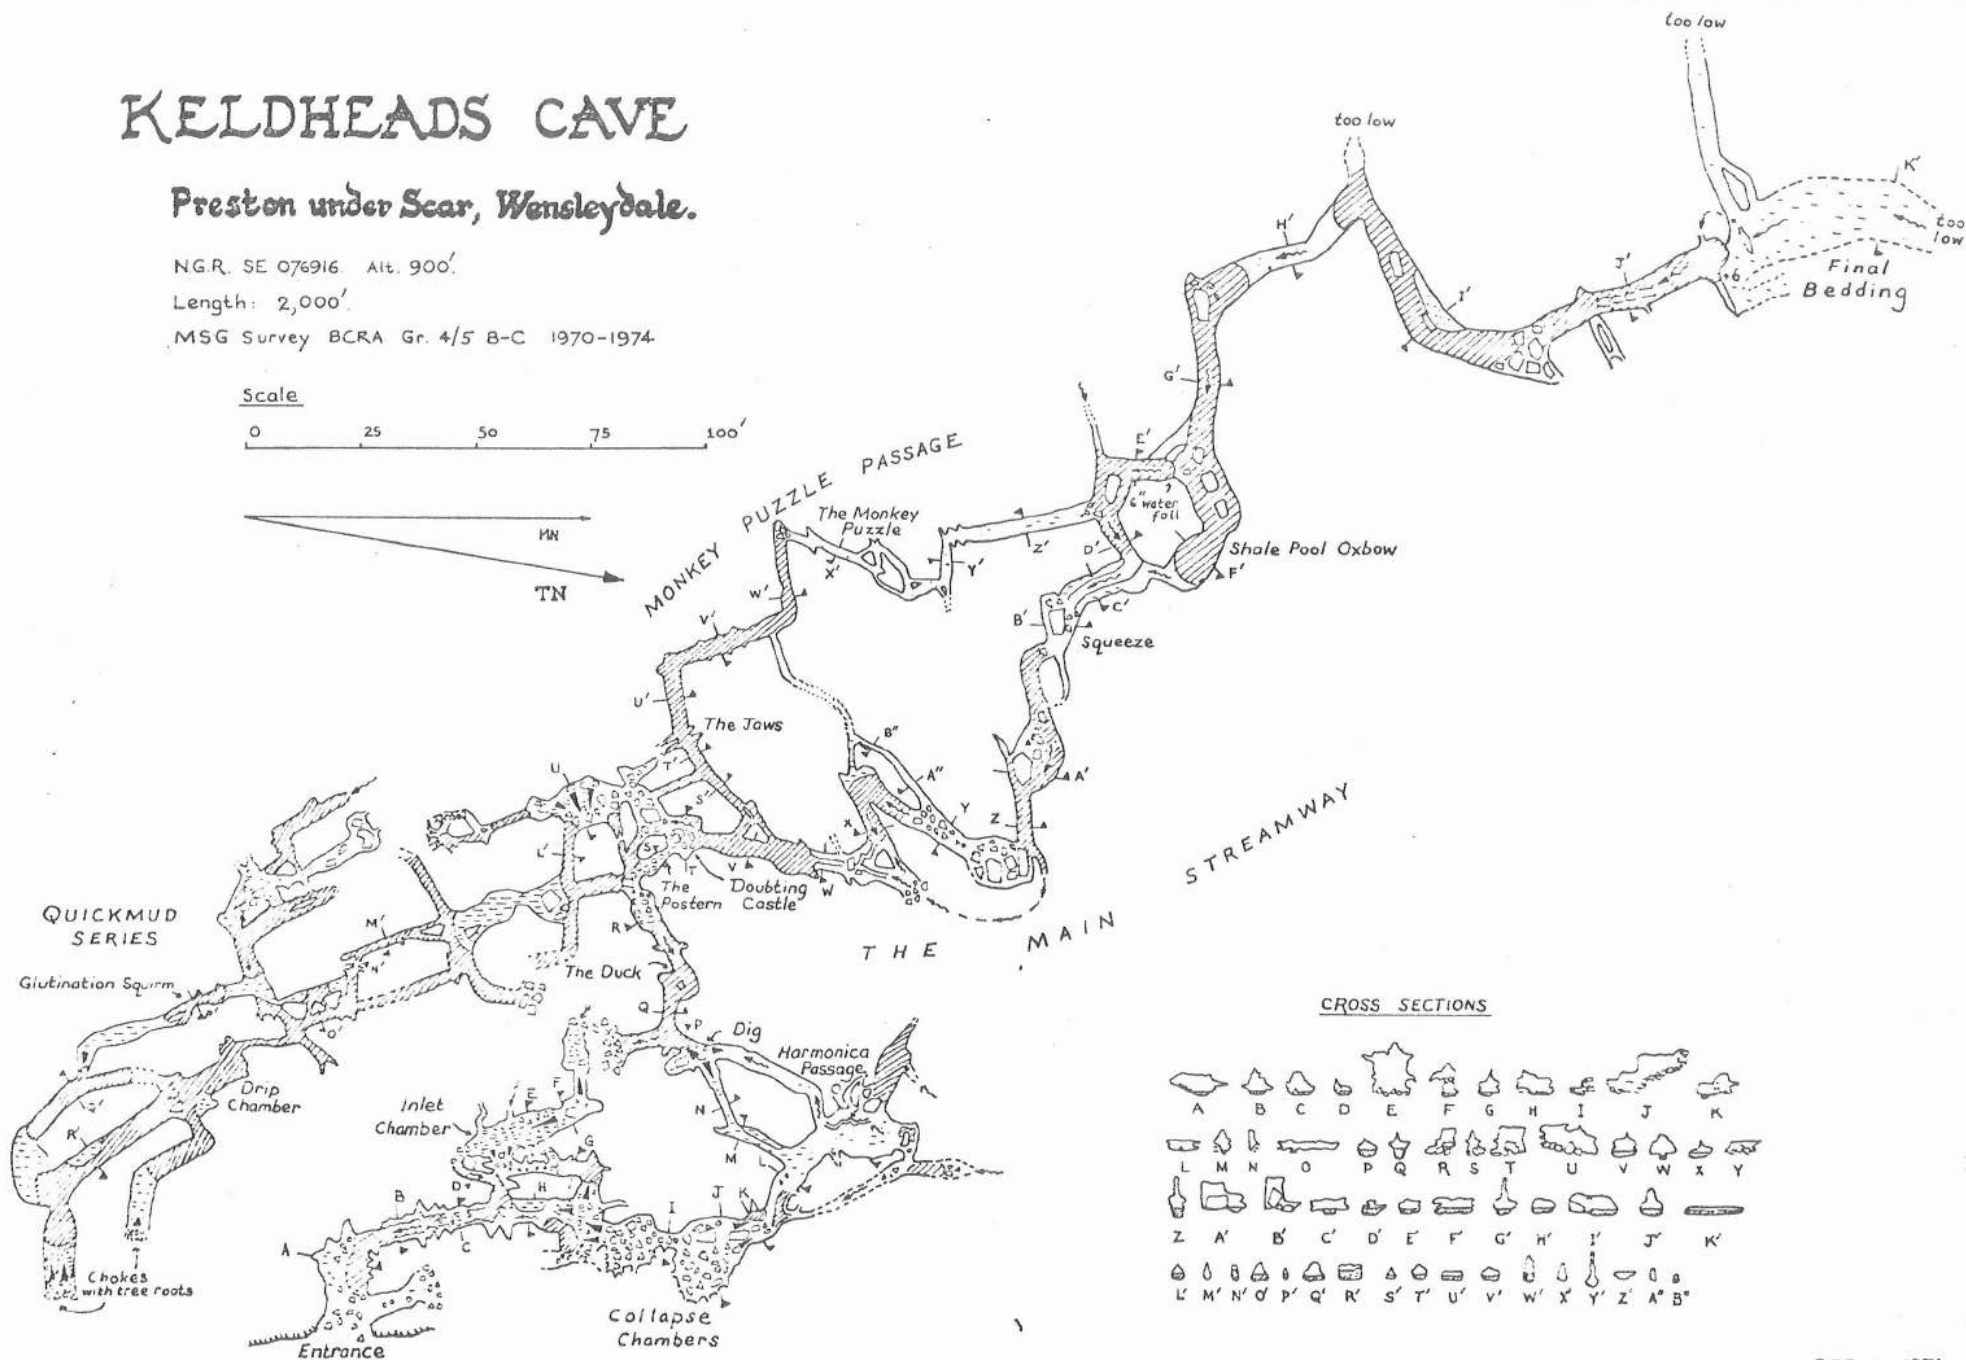 KELDHEADS CAVE
Preston under Scar, Wensleydale.
N.G.R. SE 076916. Alt. 900'.
Length: 2,000'.
MSG Survey BCRA Gr. 4/5 B-C 1970-1974
Scale
0 25 50 75 100'
MN
TN
too low
too low
K'
too low
Final
Bedding
J'
+6
I'
H'
G'
E'
6" water
fall
D'
Shale Pool Oxbow
F'
C'
B'
Squeeze
MONKEY PUZZLE PASSAGE
The Monkey
Puzzle
X'
Y'
Z'
W'
V'
U'
The Jaws
B"
A"
A'
Y
Z
X
T'
S'
U
L'
S
T
V
W
The
Postern
Doubting
Castle
THE MAIN STREAMWAY
QUICKMUD
SERIES
M'
N'
O'
R
The Duck
Glutination Squirm
Q
P
Dig
Harmonica
Passage
Drip
Chamber
Inlet
Chamber
E
F
G
N
M
L
R'
D
H
B
C
I
J
K
A
Chokes
with tree roots
Collapse
Chambers
Entrance
CROSS SECTIONS
A B C D E F G H I J K
L M N O P Q R S T U V W X Y
Z A' B' C' D' E' F' G' H' I' J' K'
L' M' N' O' P' Q' R' S' T' U' V' W' X' Y' Z' A" B"